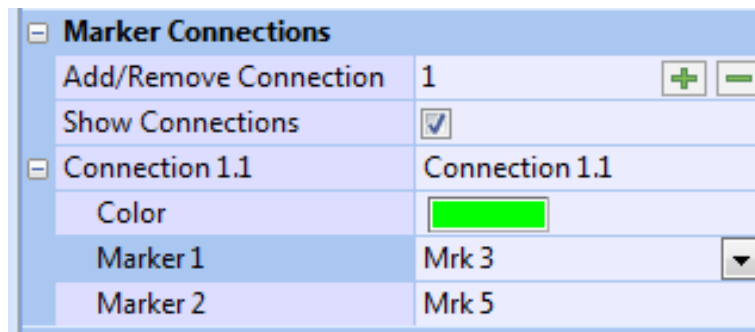 Marker Connections
Add/Remove Connection 1
Show Connections
Connection 1.1 Connection 1.1
Color
Marker 1 Mrk 3
Marker 2 Mrk 5